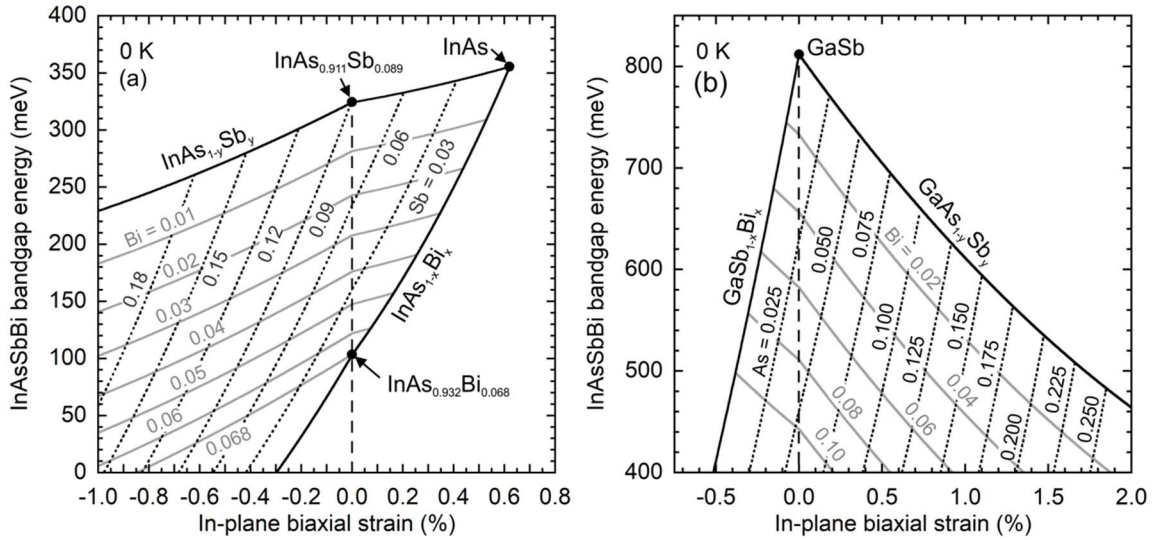 0 K
(a)
InAs
InAs0.911Sb0.089
InAs1-ySby
Bi = 0.01
0.02
0.03
0.04
0.05
0.06
0.068
0.18
0.15
0.12
0.09
0.06
Sb = 0.03
InAs1-xBix
InAs0.932Bi0.068
InAsSbBi bandgap energy (meV)
400
350
300
250
200
150
100
50
0
-1.0 -0.8 -0.6 -0.4 -0.2 0.0 0.2 0.4 0.6 0.8
In-plane biaxial strain (%)
0 K
(b)
GaSb
GaSb1-xBix
GaAs1-ySby
Bi = 0.02
0.04
0.06
0.08
0.10
As = 0.025
0.050
0.075
0.100
0.125
0.150
0.175
0.200
0.225
0.250
InAsSbBi bandgap energy (meV)
800
700
600
500
400
-0.5 0.0 0.5 1.0 1.5 2.0
In-plane biaxial strain (%)